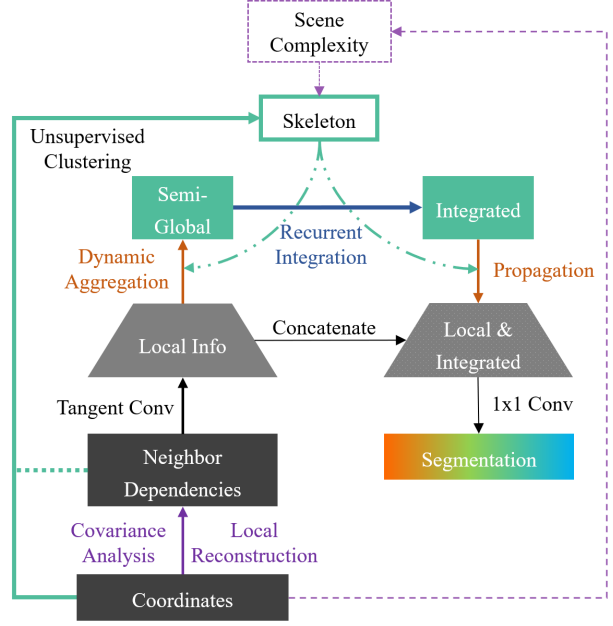 Scene
Complexity
Skeleton
Unsupervised
Clustering
Semi-
Global
Integrated
Recurrent
Integration
Dynamic
Aggregation
Propagation
Local Info
Concatenate
Local &
Integrated
Tangent Conv
1x1 Conv
Neighbor
Dependencies
Segmentation
Covariance
Analysis
Local
Reconstruction
Coordinates